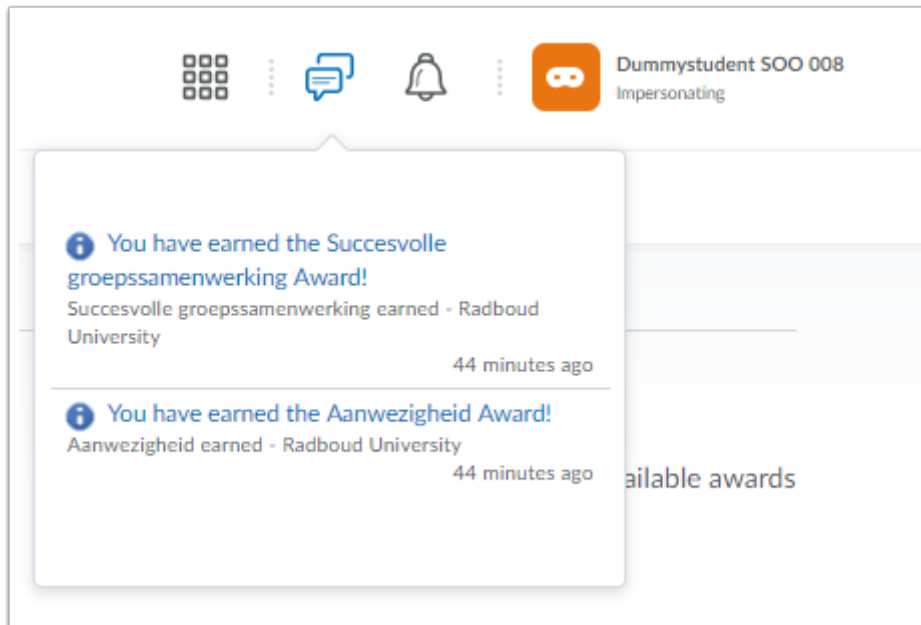 Dummystudent SOO 008
Impersonating
You have earned the Succesvolle
groepssamenwerking Award!
Succesvolle groepssamenwerking earned - Radboud
University
44 minutes ago
You have earned the Aanwezigheid Award!
Aanwezigheid earned - Radboud University
44 minutes ago
ailable awards